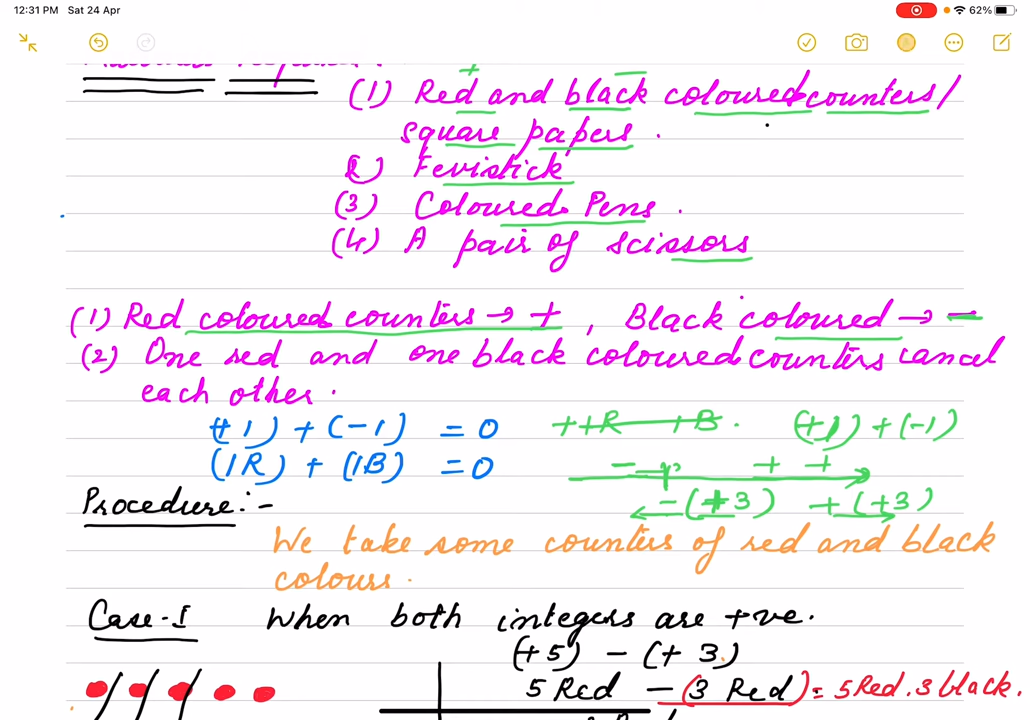 12:31 PM Sat 24 Apr
62%
+ −
(1) Red and black coloured counters/
square papers .
2) Fevistick
(3) Coloured Pens .
(4) A pair of scissors
(1) Red coloured counters → + , Black coloured → −
(2) One red and one black coloured counters cancel
each other .
(+1) + (−1) = 0
(+1) + (−1)
(1R) + (1B) = 0
− + +
Procedure :-
−(+3) +(+3)
We take some counters of red and black
colours .
Case-I When both integers are +ve.
(+5) − (+3)
5 Red − (3 Red) = 5 Red . 3 black .